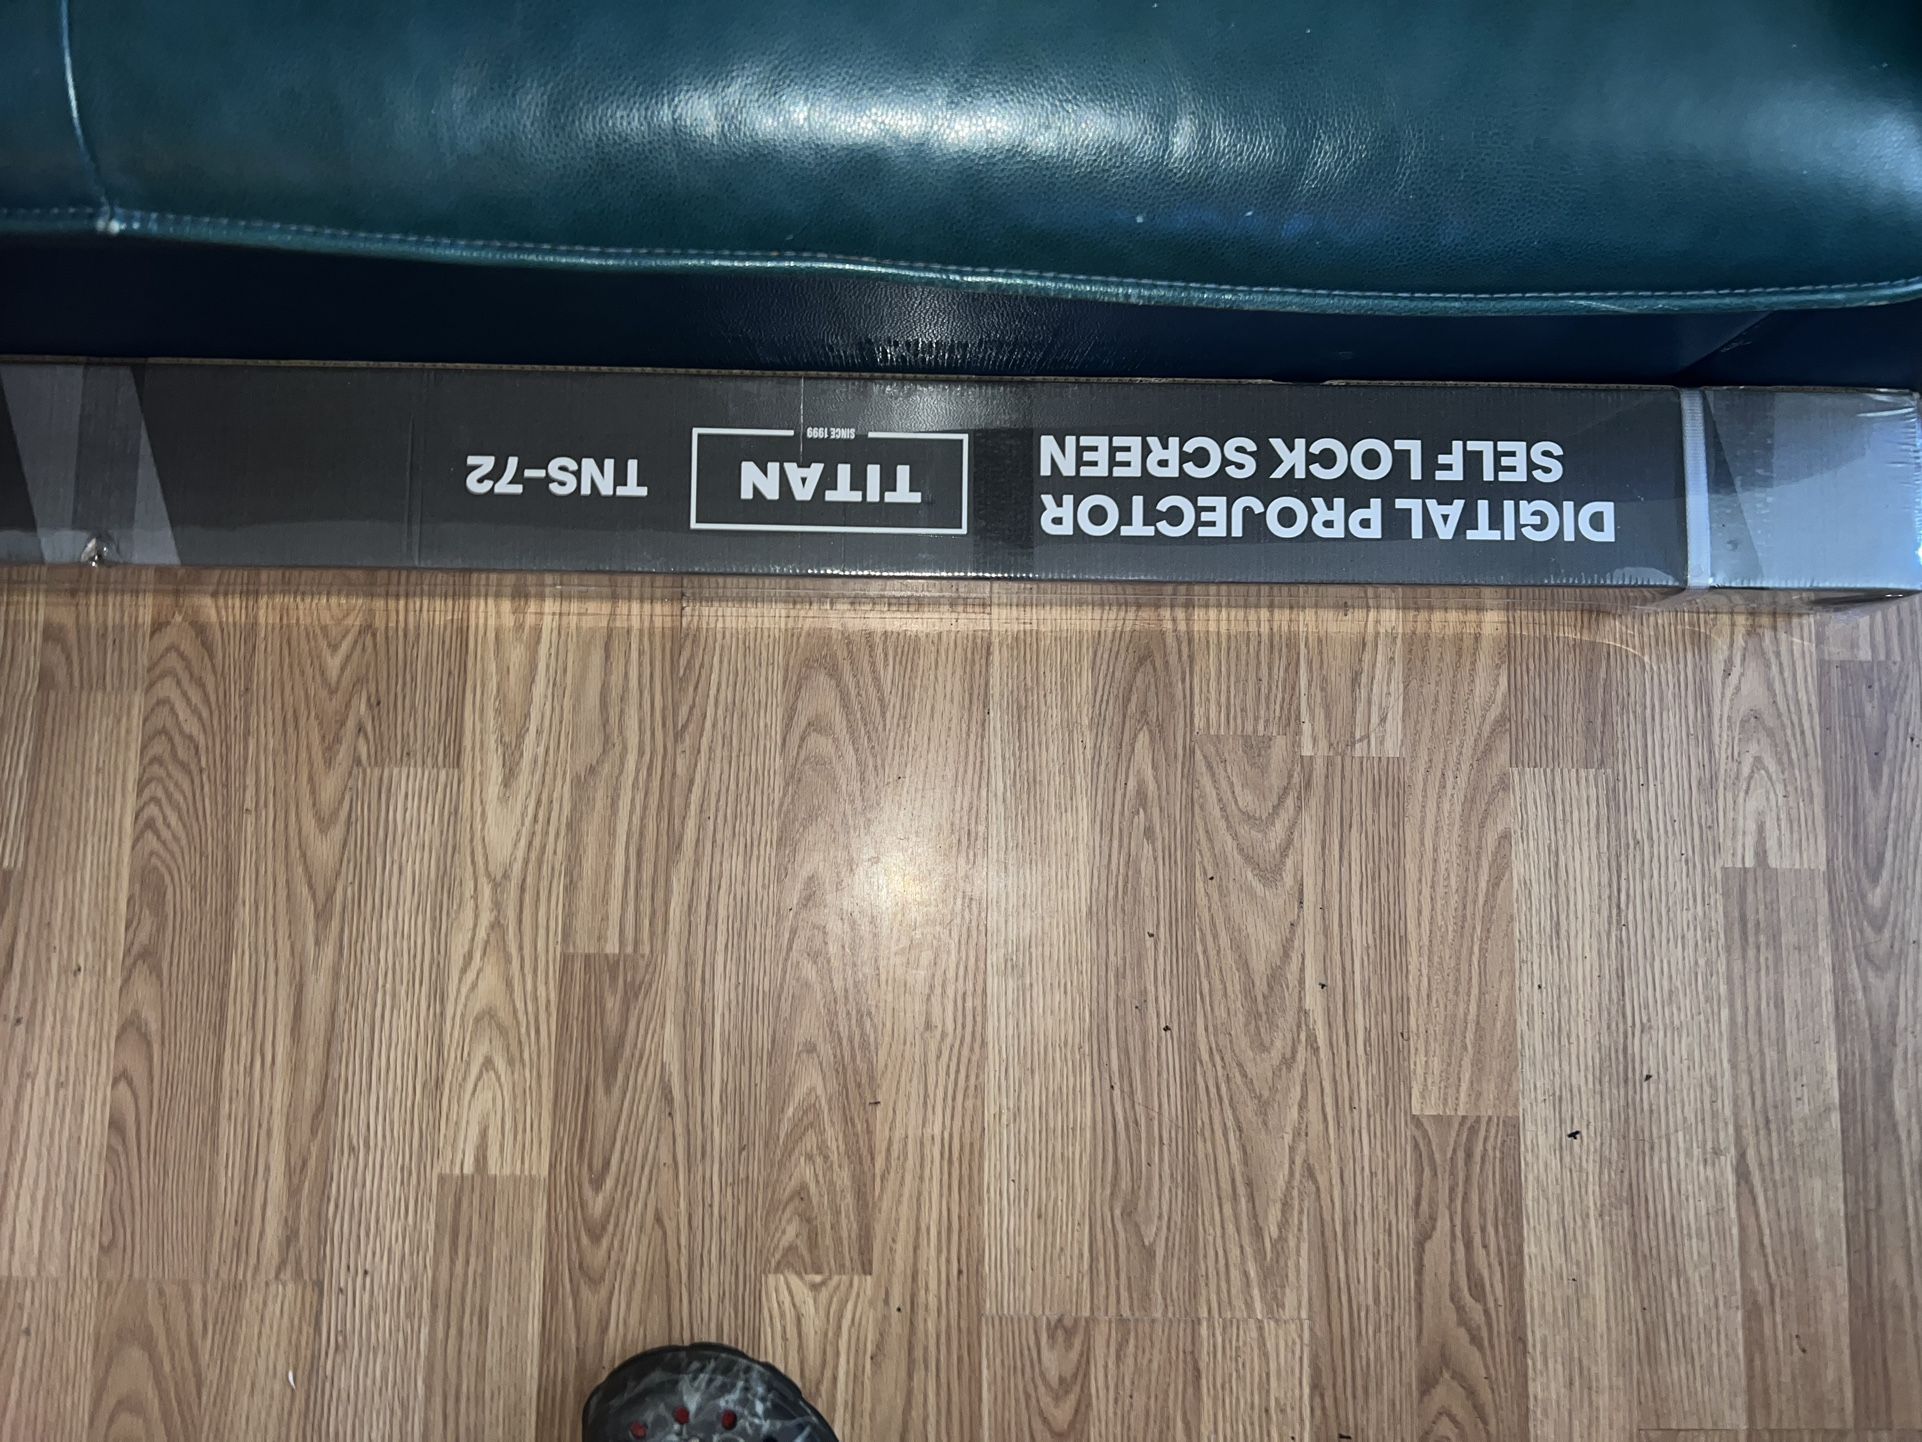 DIGITAL PROJECTOR
SELF LOCK SCREEN
TITAN
SINCE 1999
TNS-72